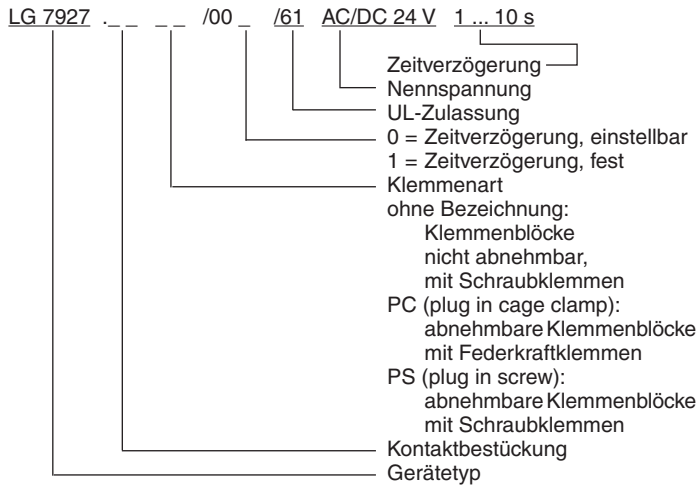 LG 7927 ._ _ _ _ /00 _ /61 AC/DC 24 V 1 ... 10 s
Zeitverzögerung
Nennspannung
UL-Zulassung
0 = Zeitverzögerung, einstellbar
1 = Zeitverzögerung, fest
Klemmenart
ohne Bezeichnung:
Klemmenblöcke
nicht abnehmbar,
mit Schraubklemmen
PC (plug in cage clamp):
abnehmbare Klemmenblöcke
mit Federkraftklemmen
PS (plug in screw):
abnehmbare Klemmenblöcke
mit Schraubklemmen
Kontaktbestückung
Gerätetyp